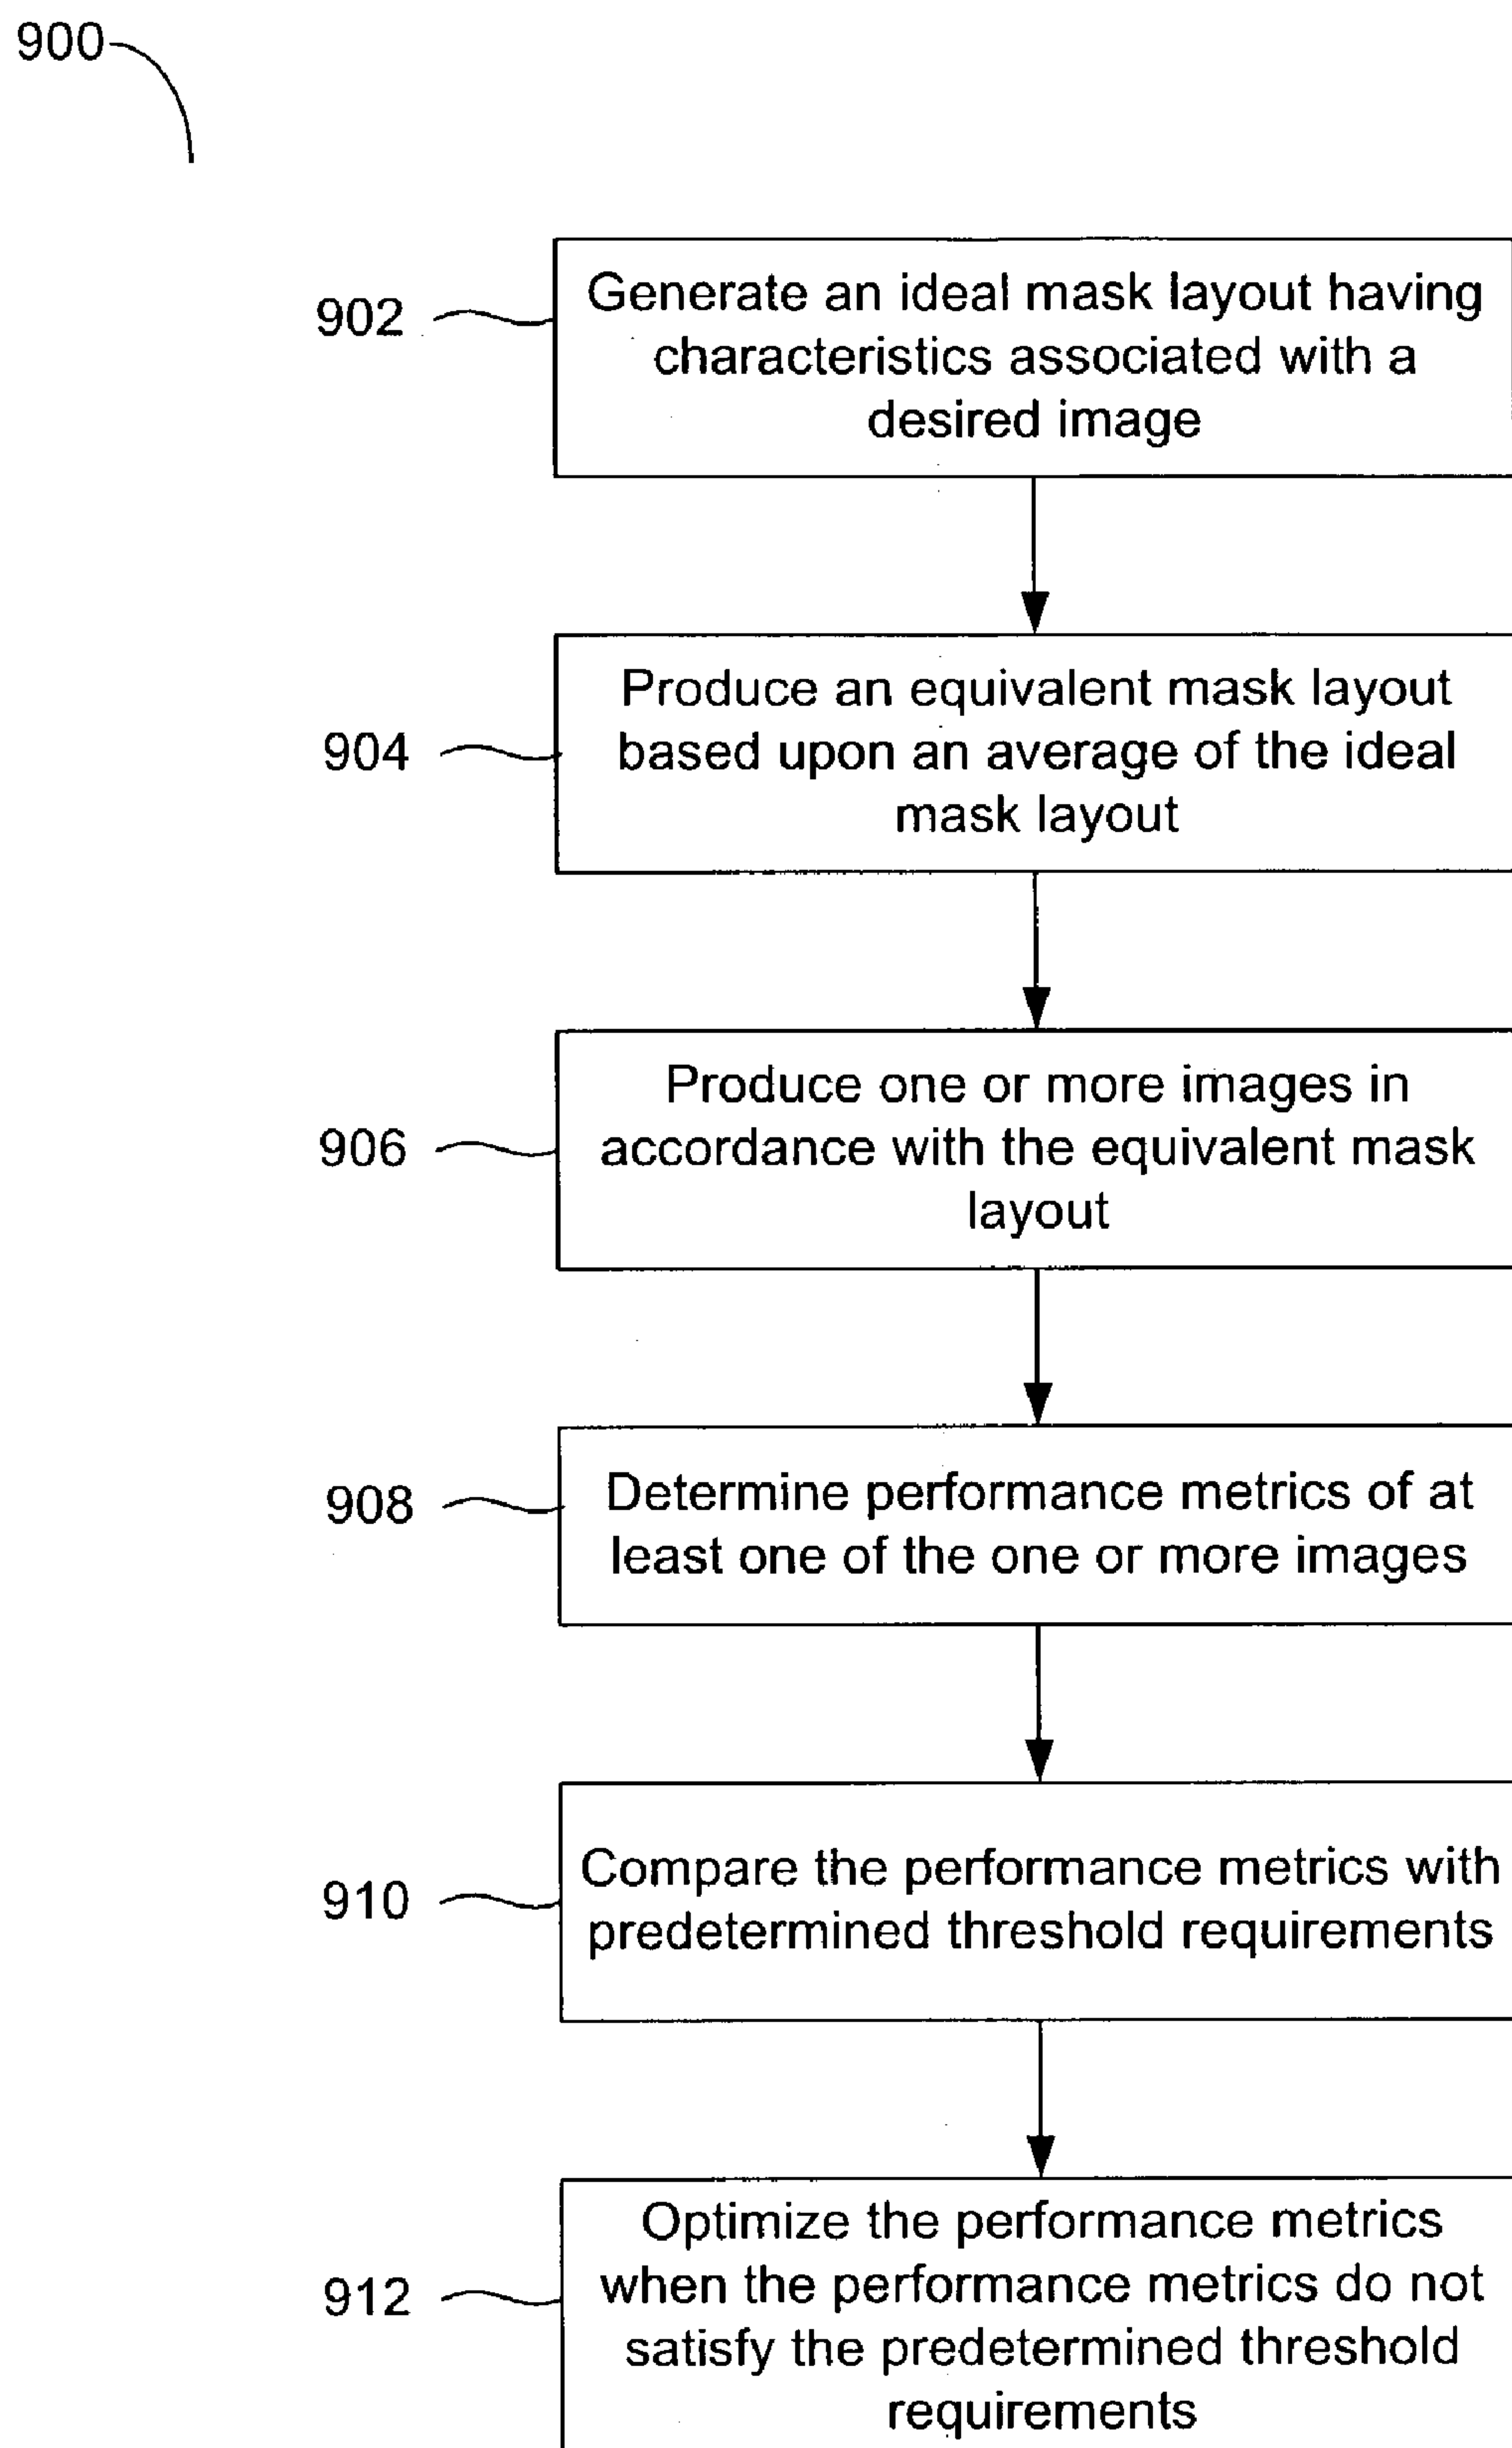 900
902
Generate an ideal mask layout having
characteristics associated with a
desired image
904
Produce an equivalent mask layout
based upon an average of the ideal
mask layout
906
Produce one or more images in
accordance with the equivalent mask
layout
908
Determine performance metrics of at
least one of the one or more images
910
Compare the performance metrics with
predetermined threshold requirements
912
Optimize the performance metrics
when the performance metrics do not
satisfy the predetermined threshold
requirements